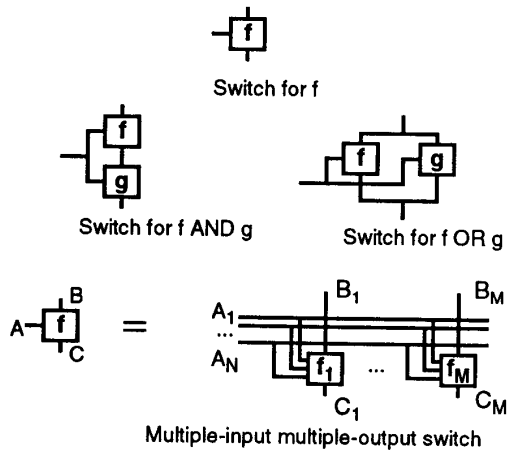 f
Switch for f
f
g
Switch for f AND g
f g
Switch for f OR g
A B f C = A1 ... AN B1 BM
f1 ... fM
C1 CM
Multiple-input multiple-output switch